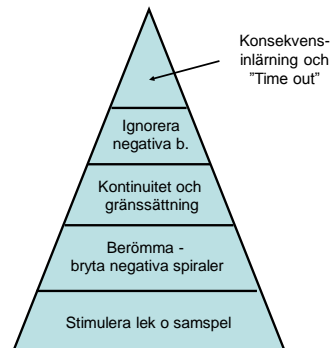 Konsekvens-
inlärning och
”Time out”
Ignorera
negativa b.
Kontinuitet och
gränssättning
Berömma -
bryta negativa spiraler
Stimulera lek o samspel